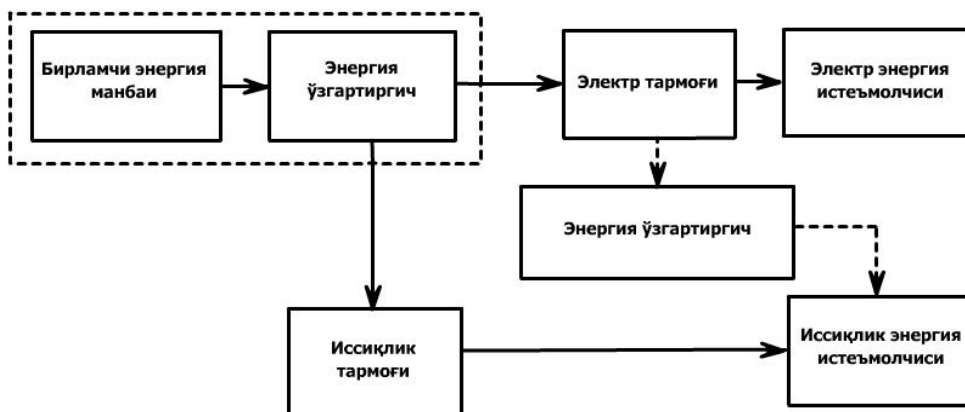 Бирламчи энергия
манбаи
Энергия
ўзгартиргич
Электр тармоғи
Электр энергия
истеъмолчиси
Энергия ўзгартиргич
Иссиқлик
тармоғи
Иссиқлик энергия
истеъмолчиси